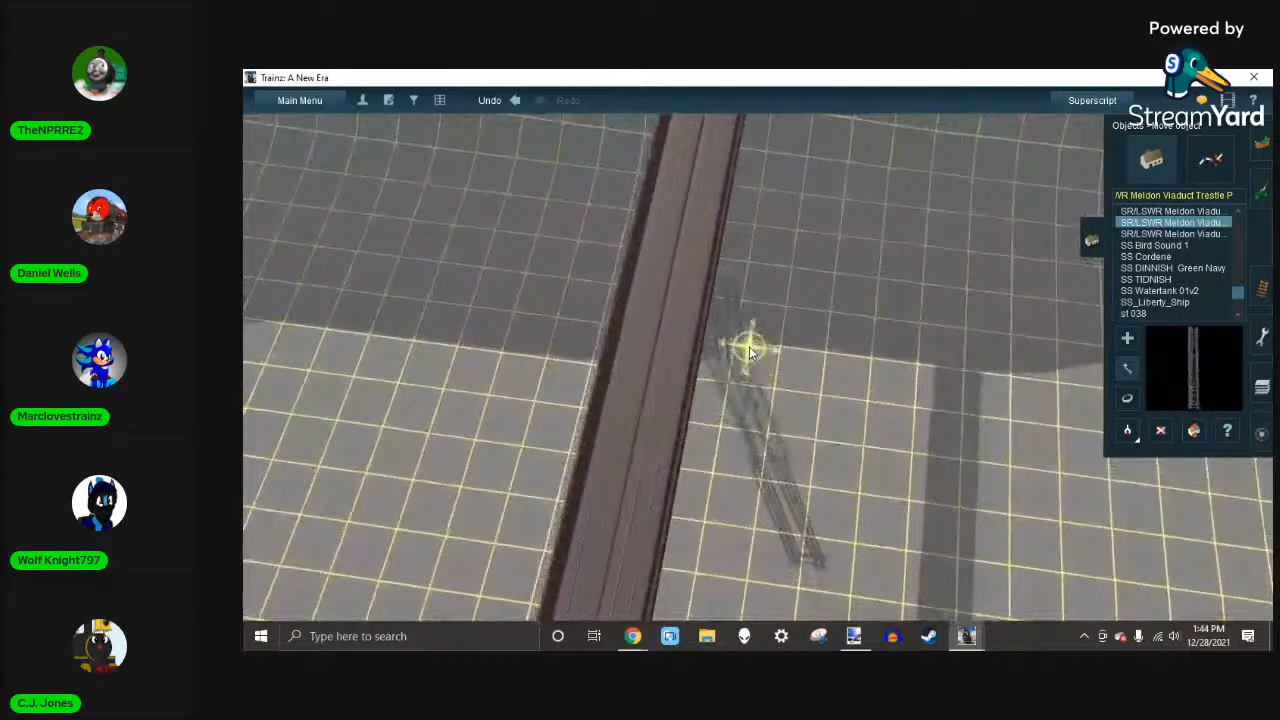 Powered by
StreamYard
TheNPRRE2
Daniel Wells
Marclovestrainz
Wolf Knight797
C.J. Jones
Trainz: A New Era
Main Menu
Undo
Redo
Superscript
Objects - Move object
WR Meldon Viaduct Trestle P
SR/LSWR Meldon Viadu...
SR/LSWR Meldon Viadu...
SR/LSWR Meldon Viadu...
SS Bird Sound 1
SS Cordene
SS DINNISH Green Navy
SS TIDNISH
SS Watertank 01v2
SS_Liberty_Ship
st 038
Type here to search
1:44 PM
12/28/2021